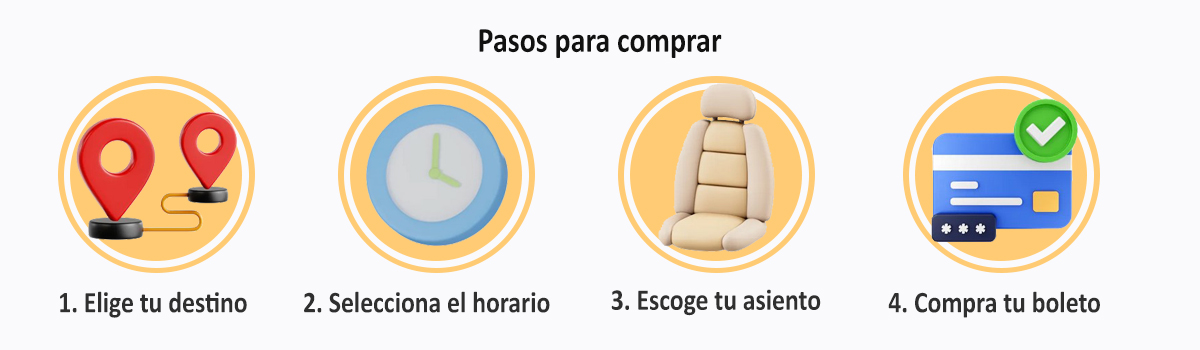 Pasos para comprar
1. Elige tu destino
2. Selecciona el horario
3. Escoge tu asiento
4. Compra tu boleto